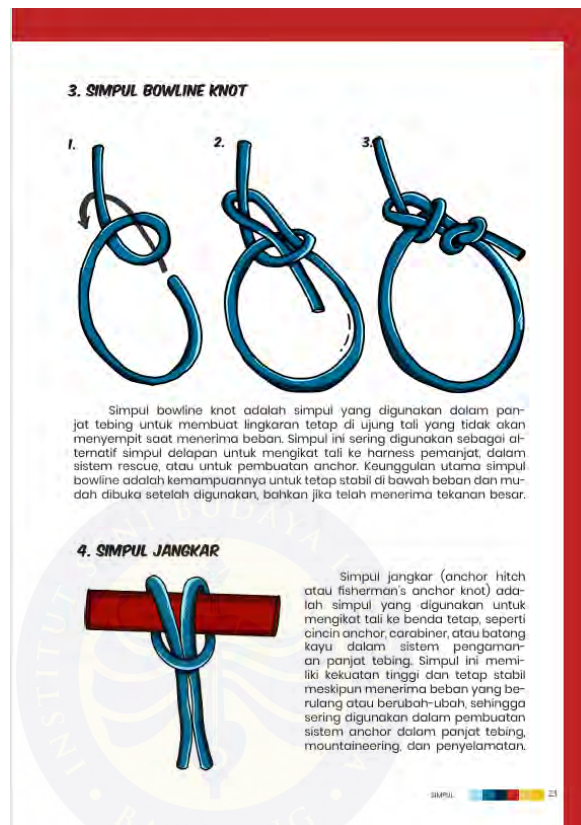 3. SIMPUL BOWLINE KNOT
1.
2.
3.
Simpul bowline knot adalah simpul yang digunakan dalam pan-
jat tebing untuk membuat lingkaran tetap di ujung tali yang tidak akan
menyempit saat menerima beban. Simpul ini sering digunakan sebagai al-
ternatif simpul delapan untuk mengikat tali ke harness pemanjat, dalam
sistem rescue, atau untuk pembuatan anchor. Keunggulan utama simpul
bowline adalah kemampuannya untuk tetap stabil di bawah beban dan mu-
dah dibuka setelah digunakan, bahkan jika telah menerima tekanan besar.
4. SIMPUL JANGKAR
Simpul jangkar (anchor hitch
atau fisherman's anchor knot) ada-
lah simpul yang digunakan untuk
mengikat tali ke benda tetap, seperti
cincin anchor, carabiner, atau batang
kayu dalam sistem pengaman-
an panjat tebing. Simpul ini memi-
liki kekuatan tinggi dan tetap stabil
meskipun menerima beban yang be-
rulang atau berubah-ubah, sehingga
sering digunakan dalam pembuatan
sistem anchor dalam panjat tebing,
mountaineering, dan penyelamatan.
SIMPUL
23
INSTITUT SENI BUDAYA